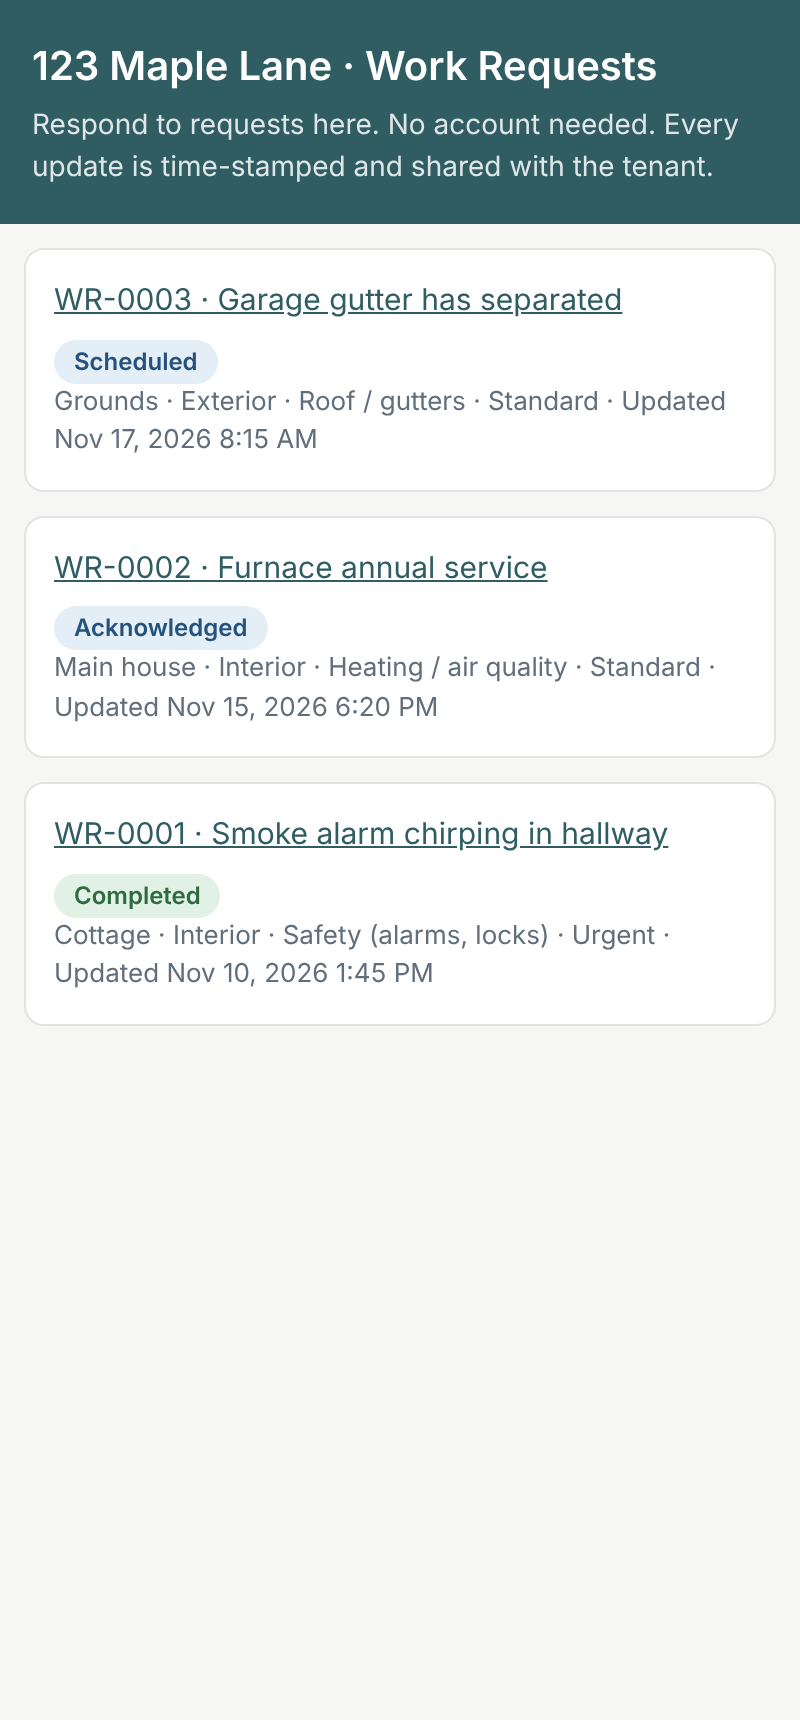 123 Maple Lane · Work Requests
Respond to requests here. No account needed. Every
update is time-stamped and shared with the tenant.
WR-0003 · Garage gutter has separated
Scheduled
Grounds · Exterior · Roof / gutters · Standard · Updated
Nov 17, 2026 8:15 AM
WR-0002 · Furnace annual service
Acknowledged
Main house · Interior · Heating / air quality · Standard ·
Updated Nov 15, 2026 6:20 PM
WR-0001 · Smoke alarm chirping in hallway
Completed
Cottage · Interior · Safety (alarms, locks) · Urgent ·
Updated Nov 10, 2026 1:45 PM